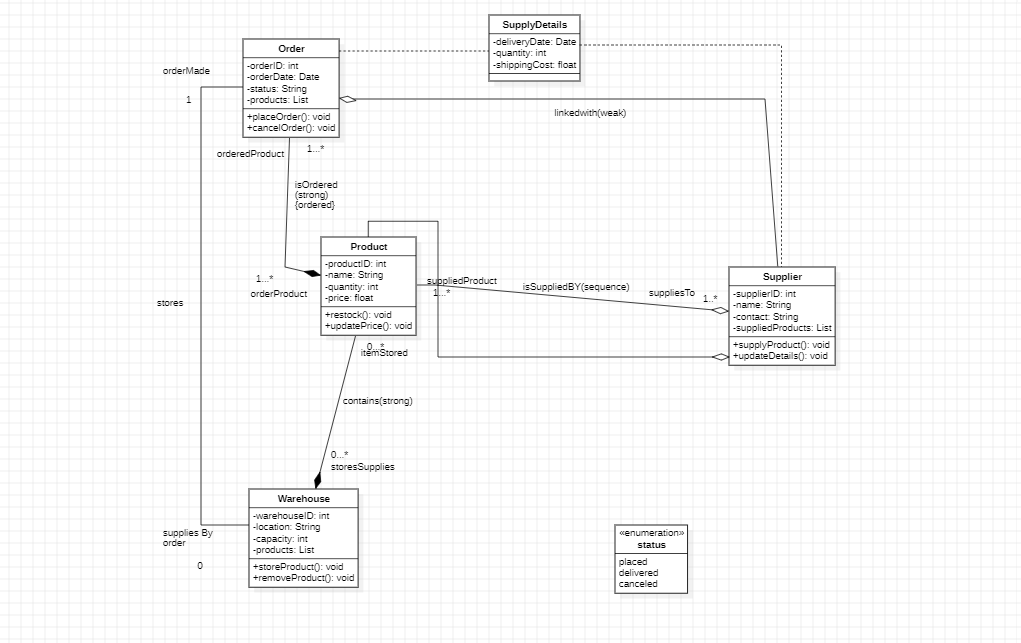 SupplyDetails
-deliveryDate: Date
-quantity: int
-shippingCost: float
Order
-orderID: int
-orderDate: Date
-status: String
-products: List
+placeOrder(): void
+cancelOrder(): void
orderMade
1
linkedwith(weak)
1...*
orderedProduct
isOrdered
(strong)
{ordered}
Product
-productID: int
-name: String
-quantity: int
-price: float
+restock(): void
+updatePrice(): void
1...*
orderProduct
suppliedProduct
1...*
isSuppliedBY(sequence)
suppliesTo
1..*
Supplier
-supplierID: int
-name: String
-contact: String
-suppliedProducts: List
+supplyProduct(): void
+updateDetails(): void
stores
0...*
itemStored
contains(strong)
0...*
storesSupplies
Warehouse
-warehouseID: int
-location: String
-capacity: int
-products: List
+storeProduct(): void
+removeProduct(): void
supplies By
order
0
«enumeration»
status
placed
delivered
canceled